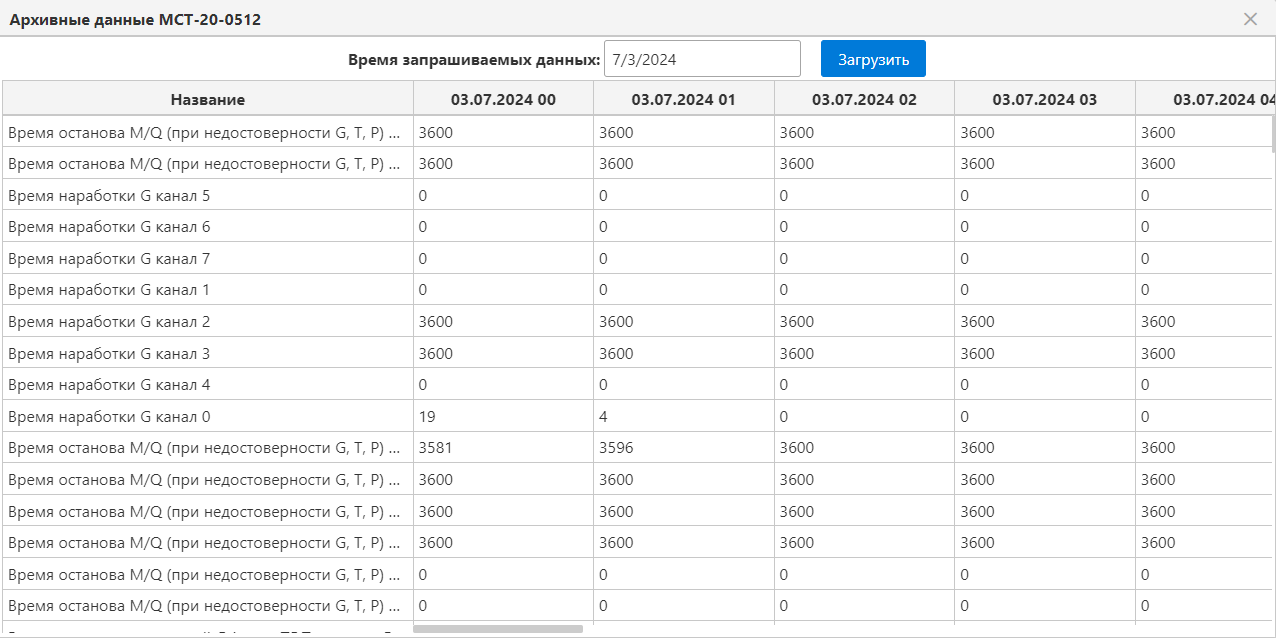 Архивные данные МСТ-20-0512
Время запрашиваемых данных: 7/3/2024 Загрузить
Название 03.07.2024 00 03.07.2024 01 03.07.2024 02 03.07.2024 03 03.07.2024 04
Время останова M/Q (при недостоверности G, T, P) ... 3600 3600 3600 3600 3600
Время останова M/Q (при недостоверности G, T, P) ... 3600 3600 3600 3600 3600
Время наработки G канал 5 0 0 0 0 0
Время наработки G канал 6 0 0 0 0 0
Время наработки G канал 7 0 0 0 0 0
Время наработки G канал 1 0 0 0 0 0
Время наработки G канал 2 3600 3600 3600 3600 3600
Время наработки G канал 3 3600 3600 3600 3600 3600
Время наработки G канал 4 0 0 0 0 0
Время наработки G канал 0 19 4 0 0 0
Время останова M/Q (при недостоверности G, T, P) ... 3581 3596 3600 3600 3600
Время останова M/Q (при недостоверности G, T, P) ... 3600 3600 3600 3600 3600
Время останова M/Q (при недостоверности G, T, P) ... 3600 3600 3600 3600 3600
Время останова M/Q (при недостоверности G, T, P) ... 3600 3600 3600 3600 3600
Время останова M/Q (при недостоверности G, T, P) ... 0 0 0 0 0
Время останова M/Q (при недостоверности G, T, P) ... 0 0 0 0 0